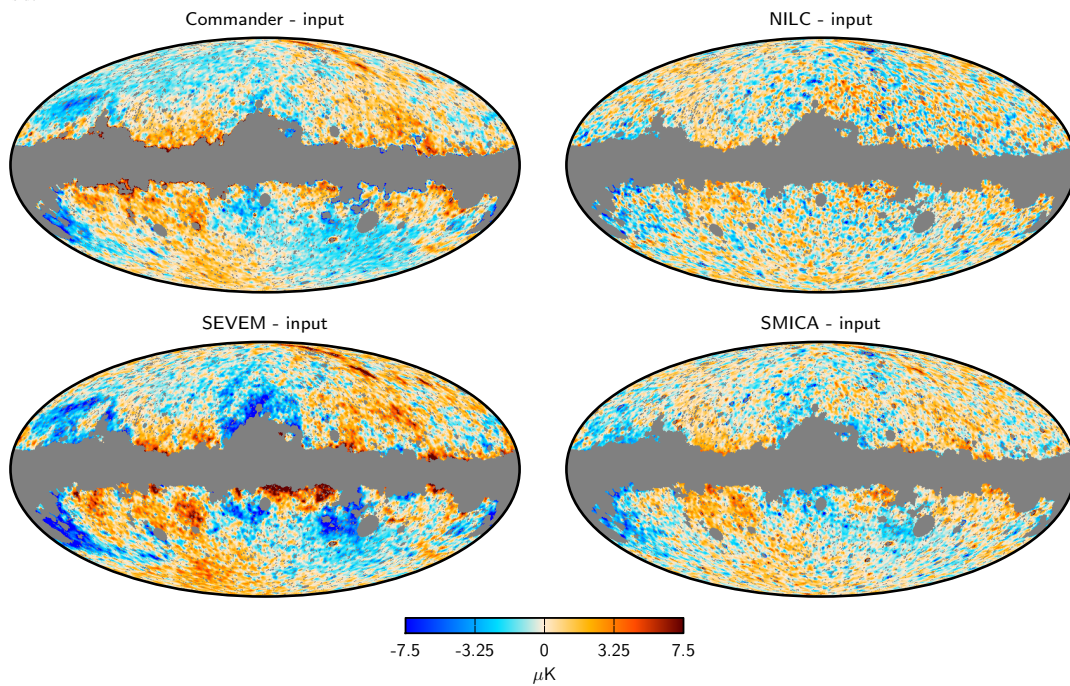 Commander - input
NILC - input
SEVEM - input
SMICA - input
-7.5 -3.25 0 3.25 7.5
μK